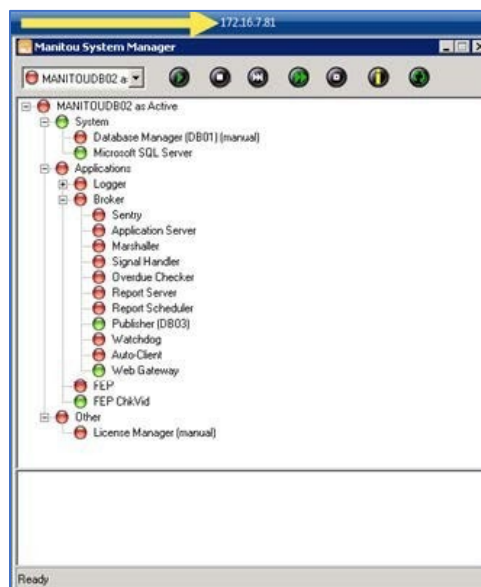 172.16.7.81
Manitou System Manager
MANITOUDB02 as
MANITOUDB02 as Active
System
Database Manager (DB01) (manual)
Microsoft SQL Server
Applications
Logger
Broker
Sentry
Application Server
Marshaller
Signal Handler
Overdue Checker
Report Server
Report Scheduler
Publisher (DB03)
Watchdog
Auto-Client
Web Gateway
FEP
FEP ChkVid
Other
License Manager (manual)
Ready